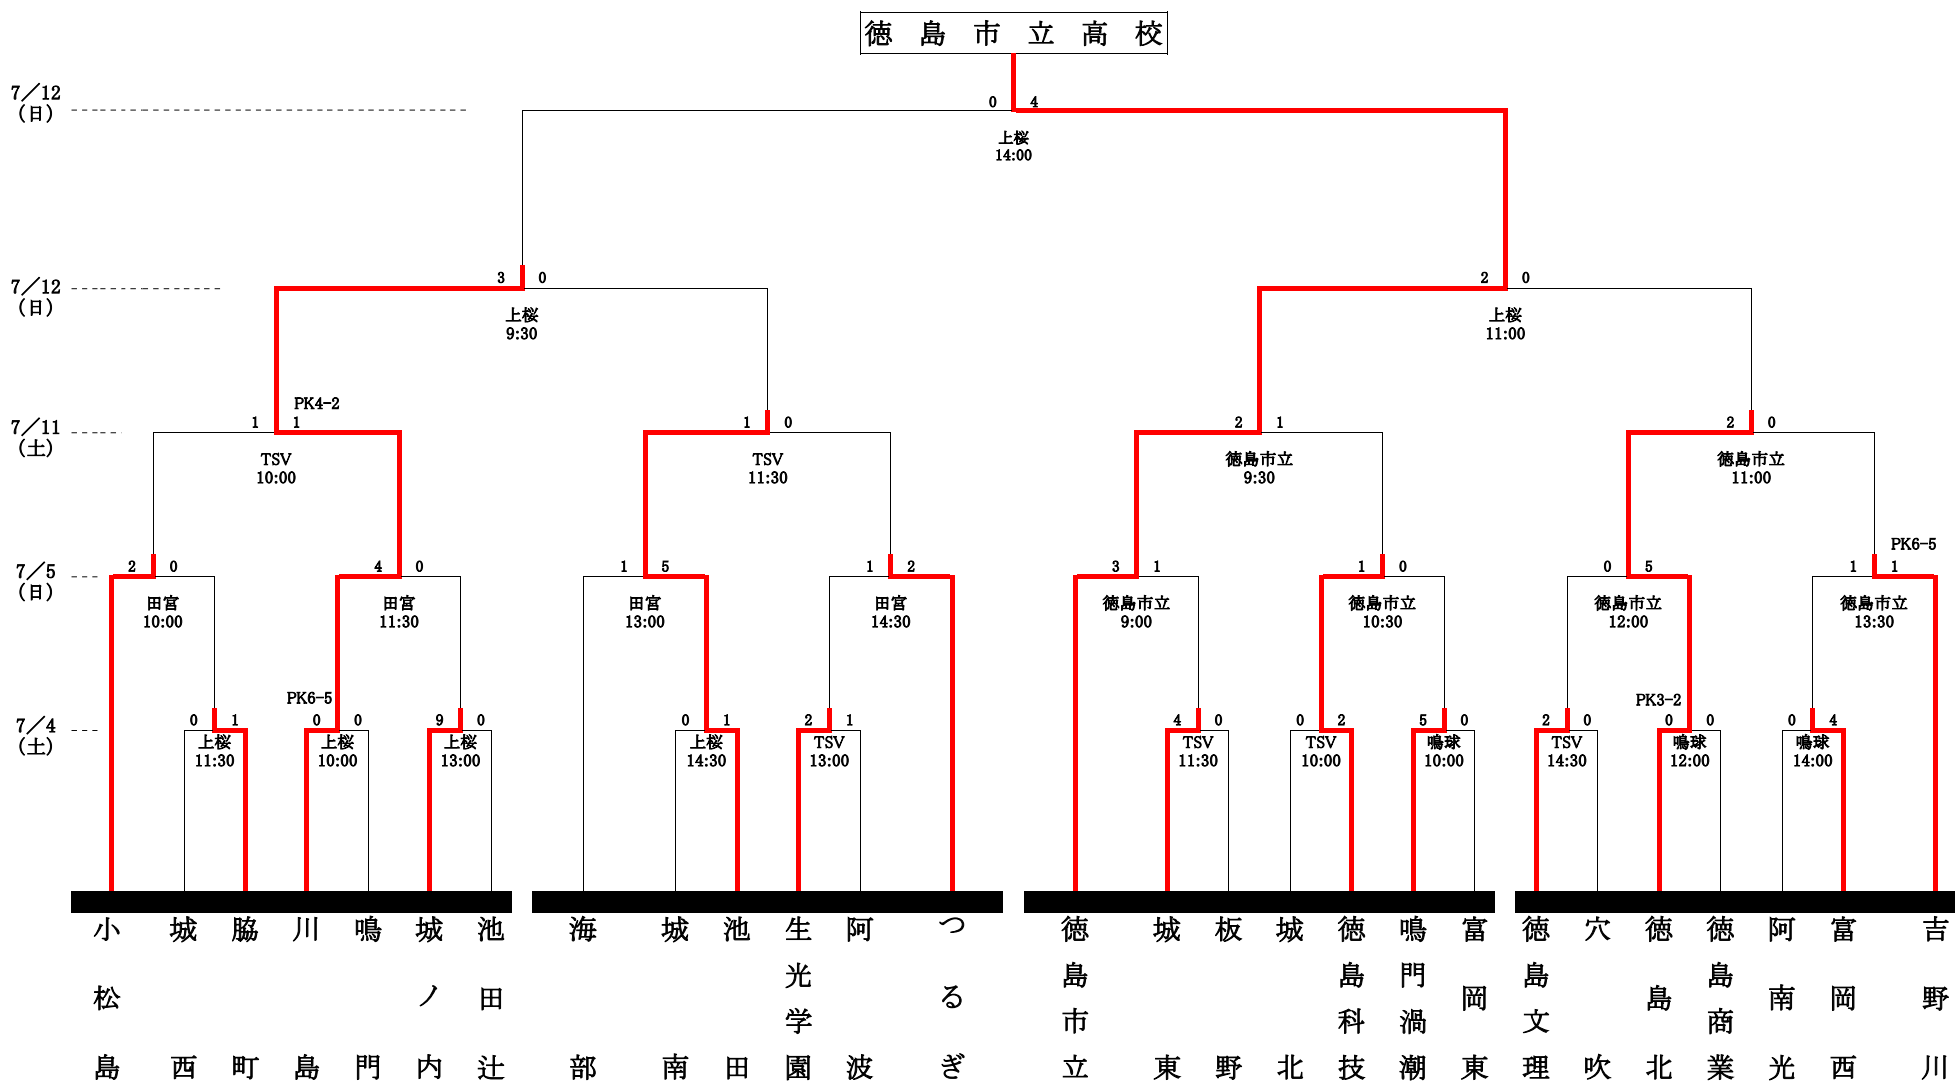 徳島市立高校
7／12
（日）
0 4
上桜
14:00
7／12
（日）
3 0
上桜
9:30
2 0
上桜
11:00
7／11
（土）
PK4-2
1 1
TSV
10:00
1 0
TSV
11:30
2 1
徳島市立
9:30
2 0
徳島市立
11:00
7／5
（日）
2 0
田宮
10:00
4 0
田宮
11:30
1 5
田宮
13:00
1 2
田宮
14:30
3 1
徳島市立
9:00
1 0
徳島市立
10:30
0 5
徳島市立
12:00
PK6-5
1 1
徳島市立
13:30
7／4
（土）
0 1
上桜
11:30
PK6-5
0 0
上桜
10:00
9 0
上桜
13:00
0 1
上桜
14:30
2 1
TSV
13:00
4 0
TSV
11:30
0 2
TSV
10:00
5 0
鳴球
10:00
2 0
TSV
14:30
PK3-2
0 0
鳴球
12:00
0 4
鳴球
14:00
小松島
城西
脇町
川島
鳴門
城ノ内
池田辻
海部
城南
池田
生光学園
阿波
つるぎ
徳島市立
城東
板野
城北
徳島科技
鳴門渦潮
富岡東
徳島文理
穴吹
徳島北
徳島商業
阿南光
富岡西
吉野川